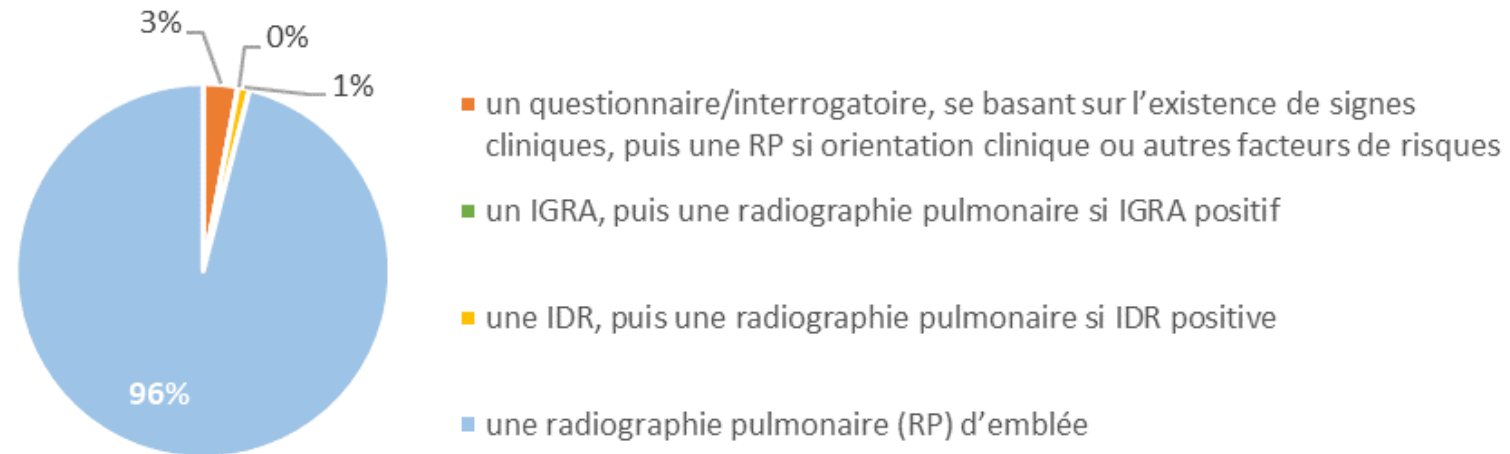 3%
0%
1%
96%
un questionnaire/interrogatoire, se basant sur l’existence de signes
cliniques, puis une RP si orientation clinique ou autres facteurs de risques
un IGRA, puis une radiographie pulmonaire si IGRA positif
une IDR, puis une radiographie pulmonaire si IDR positive
une radiographie pulmonaire (RP) d’emblée